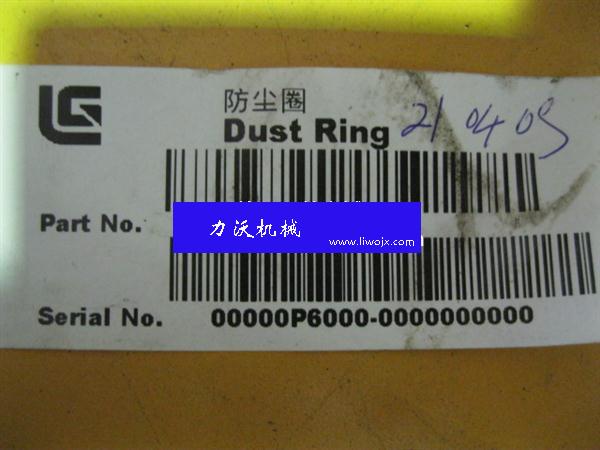 LG
防尘圈
Dust Ring
21 04 09
Part No.
力沃机械
www.liwojx.com
Serial No. 00000P6000-0000000000